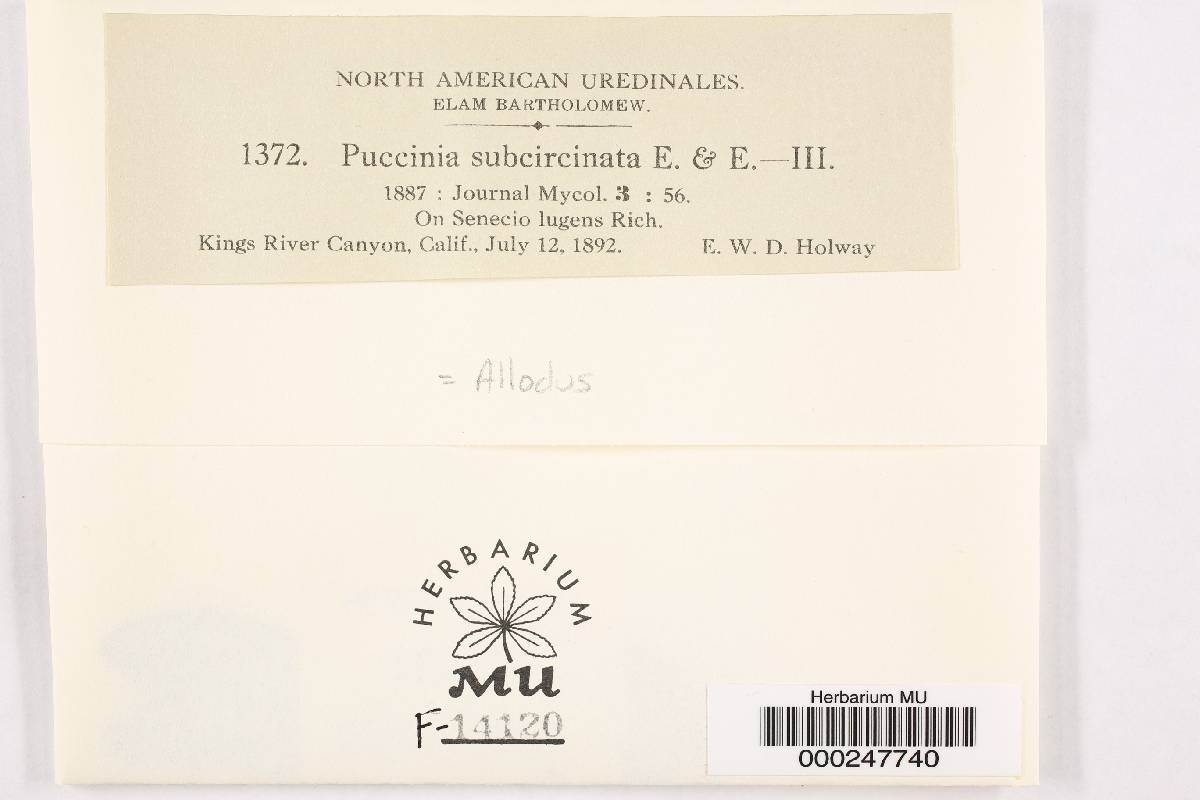 NORTH AMERICAN UREDINALES.
ELAM BARTHOLOMEW.
1372. Puccinia subcircinata E. & E.—III.
1887 : Journal Mycol. 3 : 56.
On Senecio lugens Rich.
Kings River Canyon, Calif., July 12, 1892. E. W. D. Holway
= Allodus
HERBARIUM
MU
F-14120
Herbarium MU
000247740